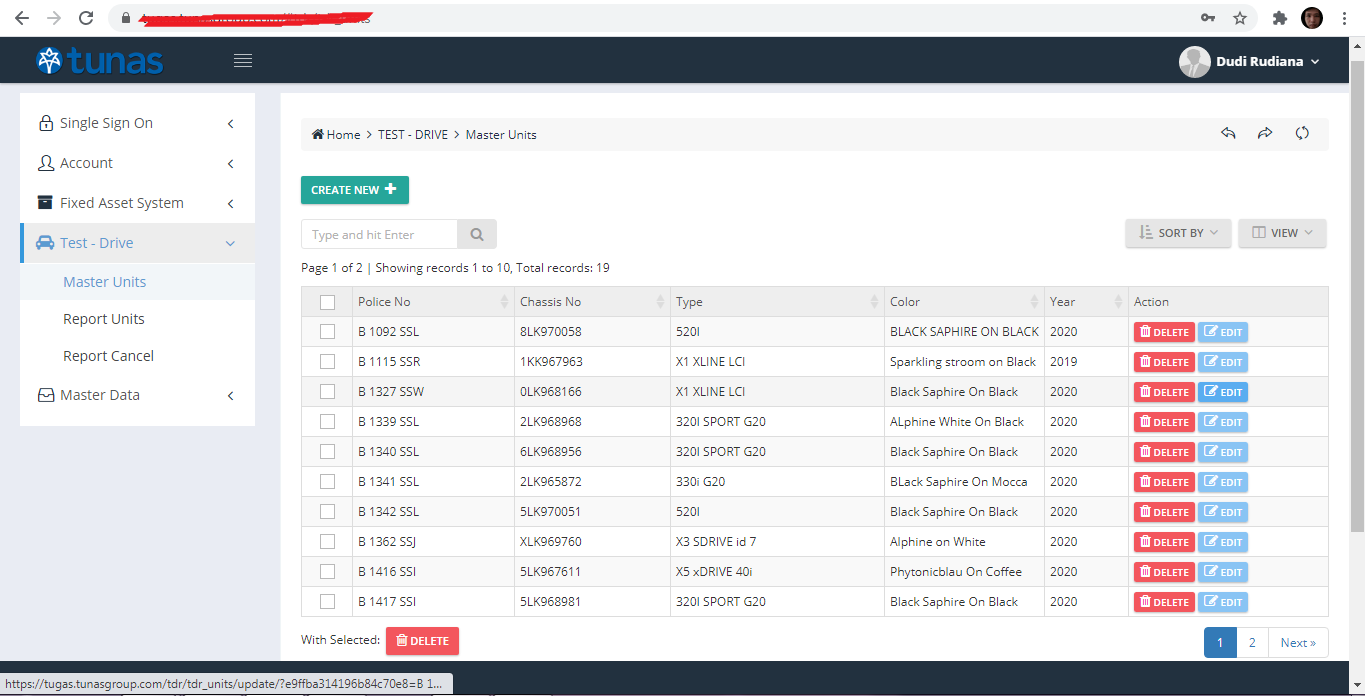 tunas
Dudi Rudiana
Single Sign On
Account
Fixed Asset System
Test - Drive
Master Units
Report Units
Report Cancel
Master Data
Home > TEST - DRIVE > Master Units
CREATE NEW
Type and hit Enter
SORT BY
VIEW
Page 1 of 2 | Showing records 1 to 10, Total records: 19
Police No Chassis No Type Color Year Action
B 1092 SSL 8LK970058 520I BLACK SAPHIRE ON BLACK 2020 DELETE EDIT
B 1115 SSR 1KK967963 X1 XLINE LCI Sparkling stroom on Black 2019 DELETE EDIT
B 1327 SSW 0LK968166 X1 XLINE LCI Black Saphire On Black 2020 DELETE EDIT
B 1339 SSL 2LK968968 320I SPORT G20 ALphine White On Black 2020 DELETE EDIT
B 1340 SSL 6LK968956 320I SPORT G20 Black Saphire On Black 2020 DELETE EDIT
B 1341 SSL 2LK965872 330i G20 BLack Saphire On Mocca 2020 DELETE EDIT
B 1342 SSL 5LK970051 520I Black Saphire On Black 2020 DELETE EDIT
B 1362 SSJ XLK969760 X3 SDRIVE id 7 Alphine on White 2020 DELETE EDIT
B 1416 SSI 5LK967611 X5 xDRIVE 40i Phytonicblau On Coffee 2020 DELETE EDIT
B 1417 SSI 5LK968981 320I SPORT G20 Black Saphire On Black 2020 DELETE EDIT
With Selected: DELETE
1 2 Next »
https://tugas.tunasgroup.com/tdr/tdr_units/update/?e9ffba314196b84c70e8=B 1...